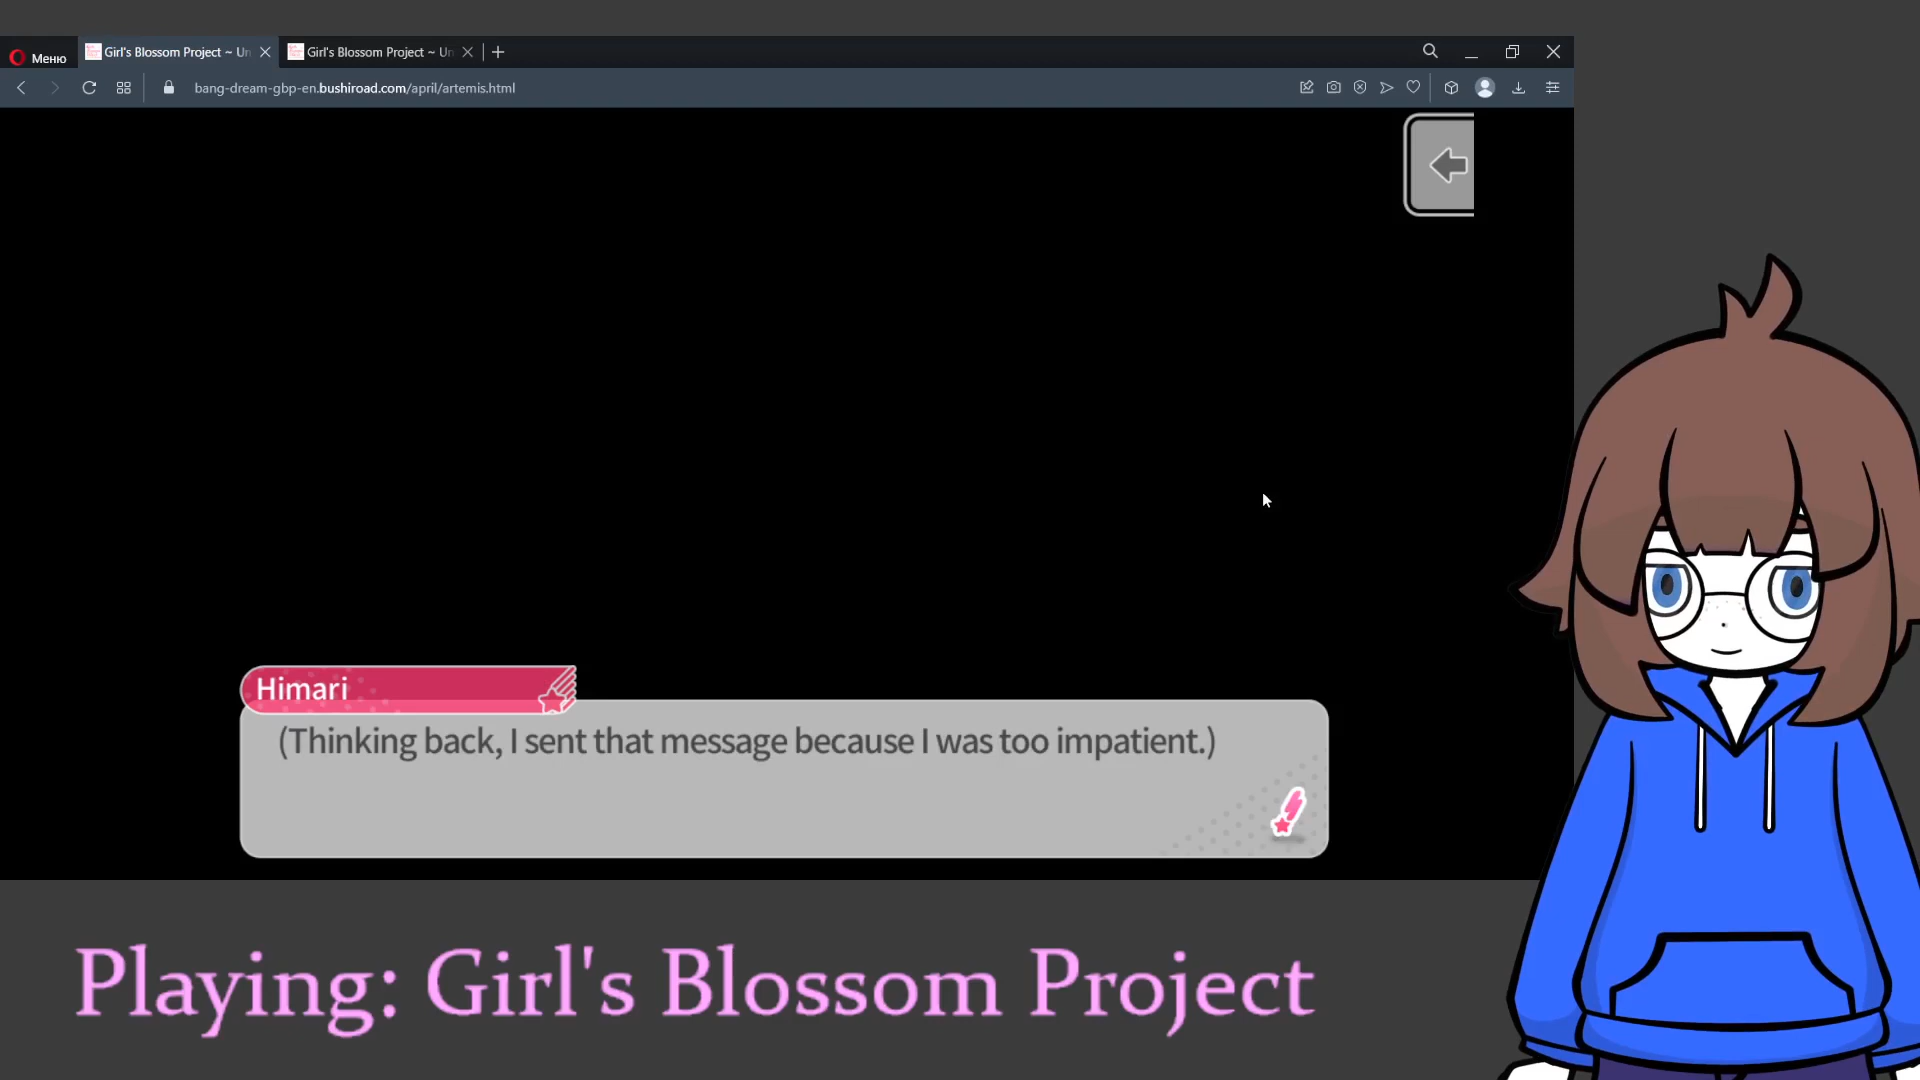 Меню
Girl's Blossom Project ~ Un
Girl's Blossom Project ~ Un
bang-dream-gbp-en.bushiroad.com/april/artemis.html
Himari
(Thinking back, I sent that message because I was too impatient.)
Playing: Girl's Blossom Project